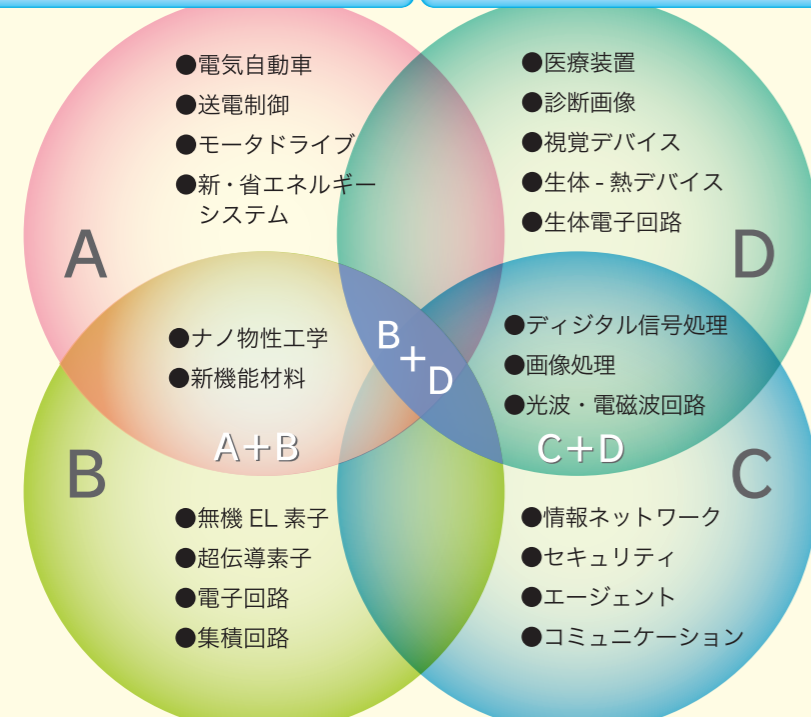 ●電気自動車
●送電制御
●モータドライブ
●新・省エネルギー
システム
A
●医療装置
●診断画像
●視覚デバイス
●生体 - 熱デバイス
●生体電子回路
D
●ナノ物性工学
●新機能材料
A+B
B
+
D
●ディジタル信号処理
●画像処理
●光波・電磁波回路
C+D
B
●無機 EL 素子
●超伝導素子
●電子回路
●集積回路
C
●情報ネットワーク
●セキュリティ
●エージェント
●コミュニケーション